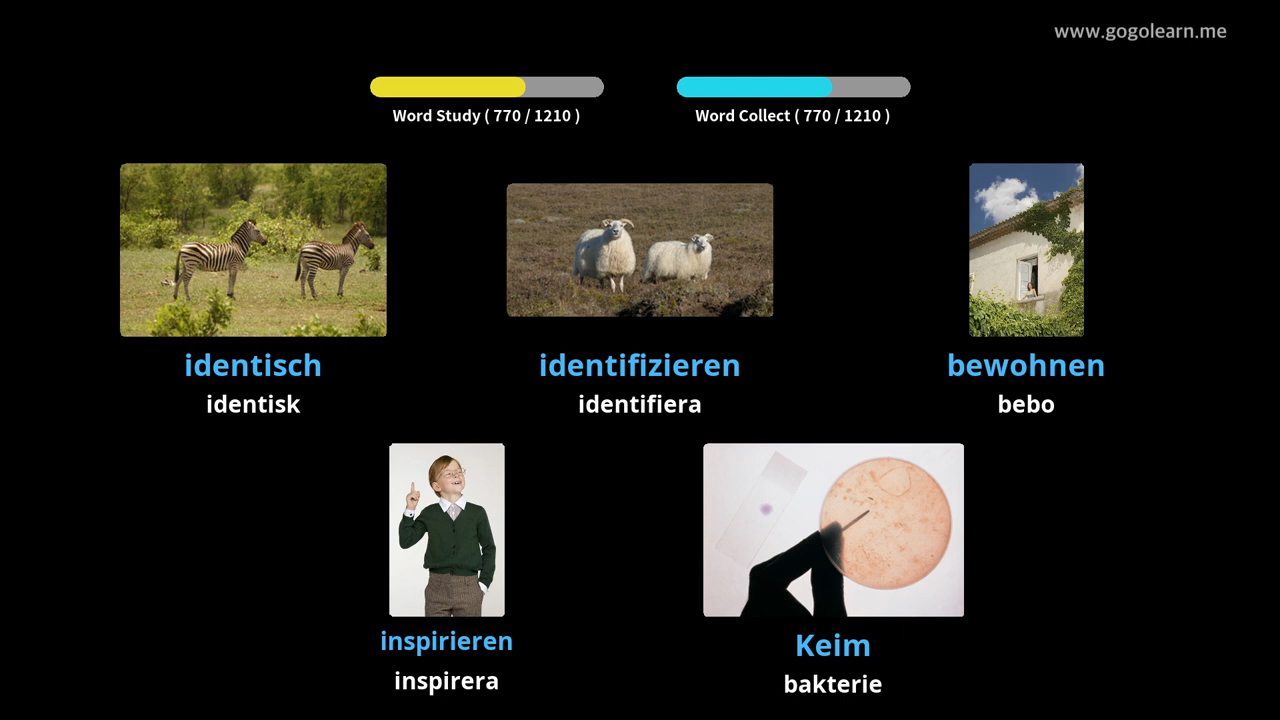 www.gogolearn.me
Word Study ( 770 / 1210 )
Word Collect ( 770 / 1210 )
identisch
identisk
identifizieren
identifiera
bewohnen
bebo
inspirieren
inspirera
Keim
bakterie